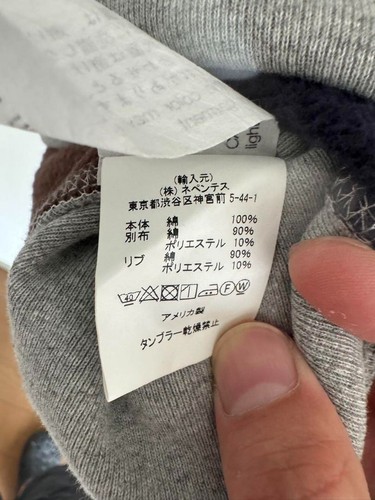 (輸入元)
(株) ネペンテス
東京都渋谷区神宮前 5-44-1
本体 綿 100%
別布 綿 90%
ポリエステル 10%
リブ 綿 90%
ポリエステル 10%
40 F W
アメリカ製
タンブラー乾燥禁止